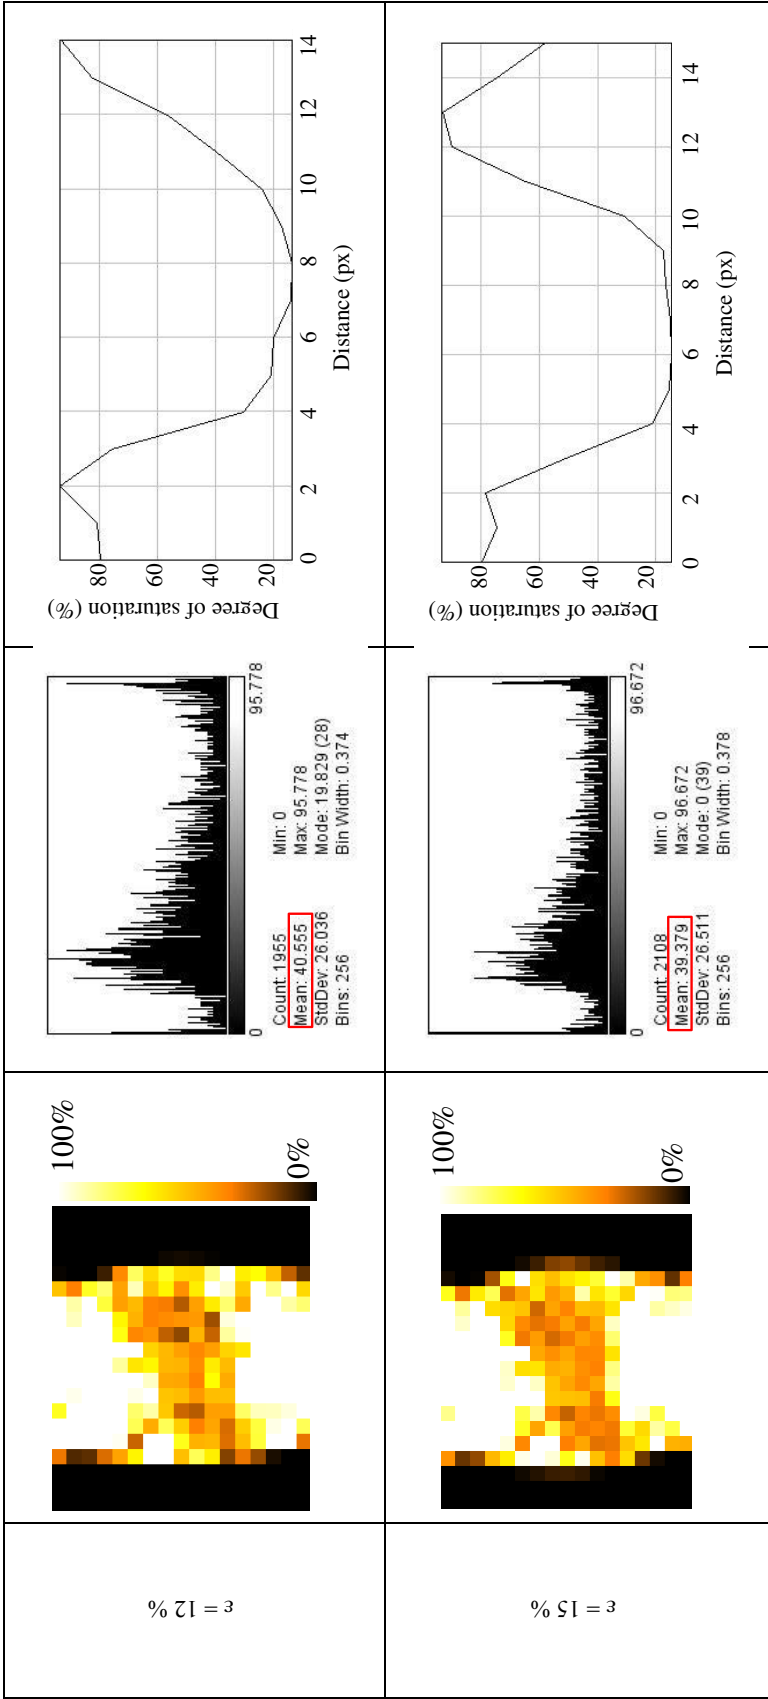 ε = 12 %
100%
0%
0
95.778
Count: 1955
Min: 0
Mean: 40.555
Max: 95.778
StdDev: 26.036
Mode: 19.829 (28)
Bins: 256
Bin Width: 0.374
Degree of saturation (%)
80
60
40
20
0
2
4
6
8
10
12
14
Distance (px)
ε = 15 %
100%
0%
0
96.672
Count: 2108
Min: 0
Mean: 39.379
Max: 96.672
StdDev: 26.511
Mode: 0 (39)
Bins: 256
Bin Width: 0.378
Degree of saturation (%)
80
60
40
20
0
2
4
6
8
10
12
14
Distance (px)